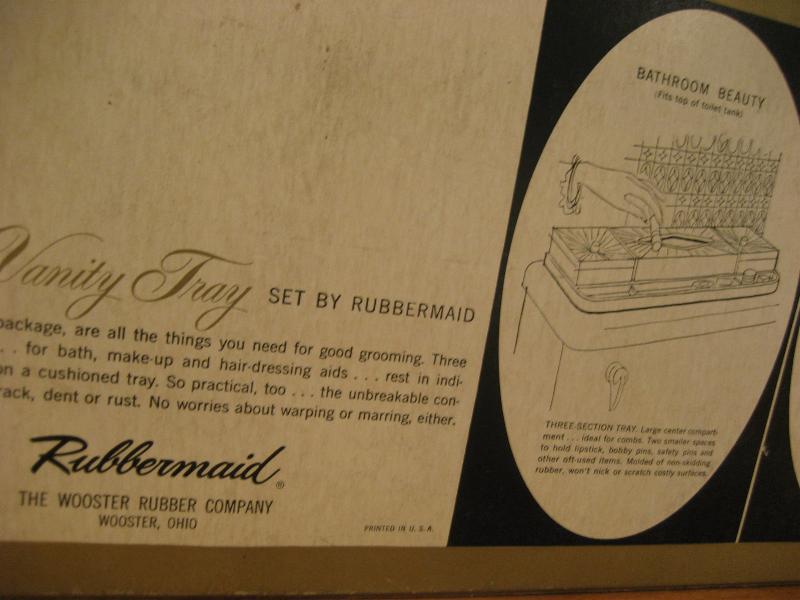 Vanity Tray SET BY RUBBERMAID
package, are all the things you need for good grooming. Three
. . for bath, make-up and hair-dressing aids . . . rest in indi-
on a cushioned tray. So practical, too . . . the unbreakable con-
rack, dent or rust. No worries about warping or marring, either.
Rubbermaid®
THE WOOSTER RUBBER COMPANY
WOOSTER, OHIO
PRINTED IN U. S. A.
BATHROOM BEAUTY
(Fits top of toilet tank)
THREE-SECTION TRAY. Large center compart-
ment . . . ideal for combs. Two smaller spaces
to hold lipstick, bobby pins, safety pins and
other oft-used items. Molded of non-skidding
rubber, won't nick or scratch costly surfaces.